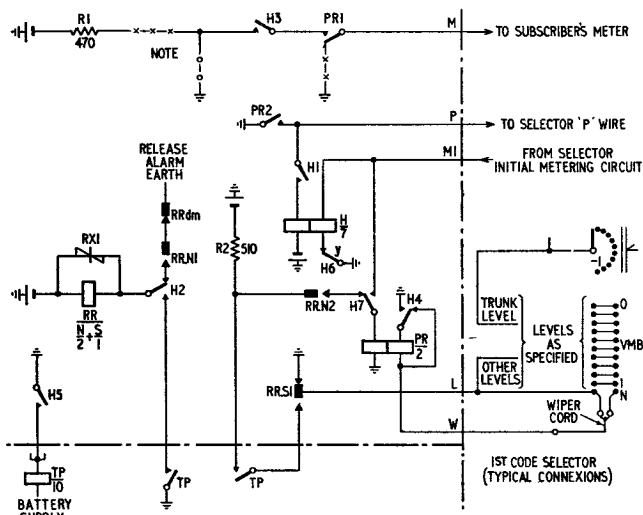 R1
470
NOTE
H3
PR1
M
TO SUBSCRIBER'S METER
PR2
P
TO SELECTOR 'P' WIRE
RELEASE
ALARM
EARTH
H1
M1
FROM SELECTOR
INITIAL METERING CIRCUIT
RRdm
RX1
RR.N1
R2
510
H
7
y
H6
H2
RR
N + S
2 1
RR.N2
H7
H4
PR
2
-1
TRUNK
LEVEL
LEVELS
AS
SPECIFIED
OTHER
LEVELS
O
VMB
1
N
H5
RR.S1
L
W
WIPER
CORD
TP
10
TP
TP
1ST CODE SELECTOR
(TYPICAL CONNEXIONS)
BATTERY